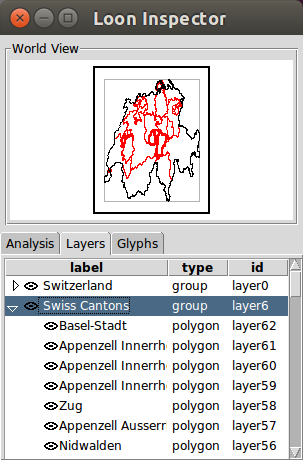 Loon Inspector
World View
Analysis Layers Glyphs
label type id
Switzerland group layer0
Swiss Cantons group layer6
Basel-Stadt polygon layer62
Appenzell Innerrh polygon layer61
Appenzell Innerrh polygon layer60
Appenzell Innerrh polygon layer59
Zug polygon layer58
Appenzell Ausserr polygon layer57
Nidwalden polygon layer56